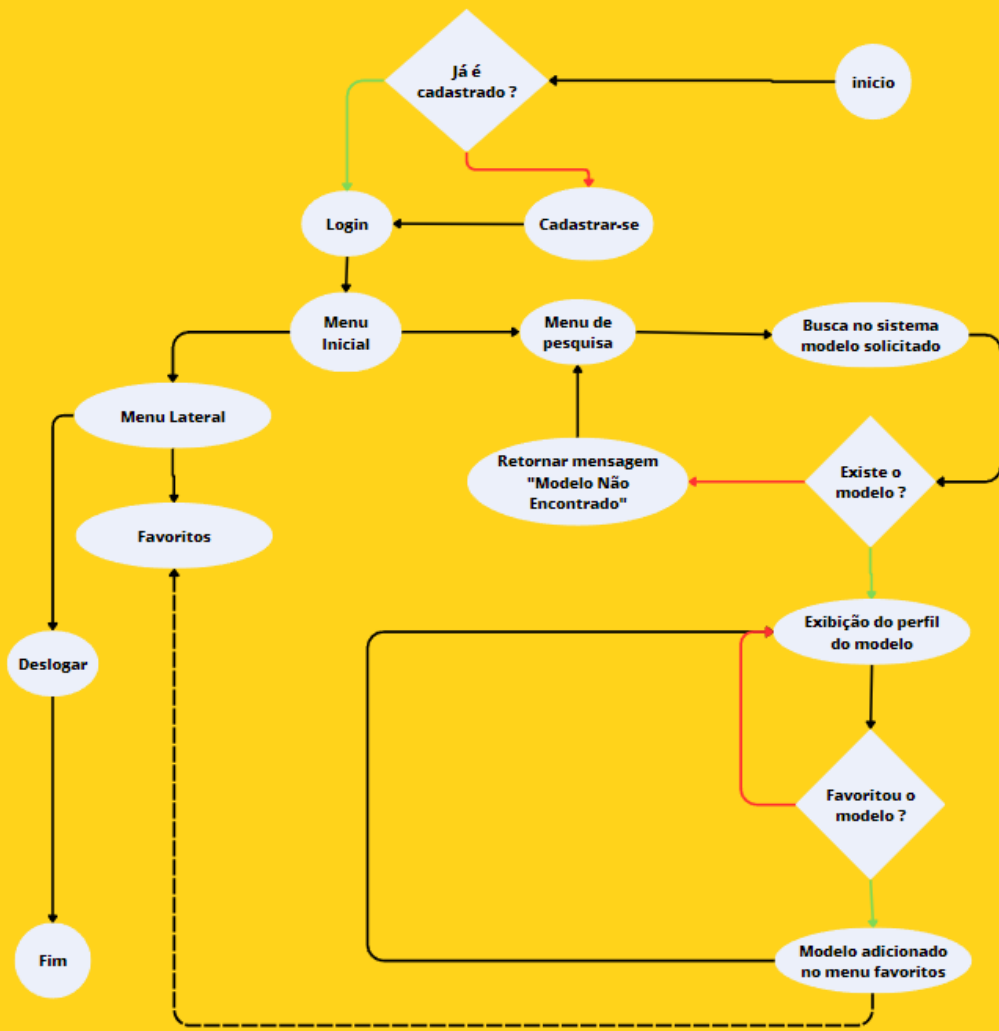 Já é
cadastrado ?
inicio
Login
Cadastrar-se
Menu
Inicial
Menu de
pesquisa
Busca no sistema
modelo solicitado
Menu Lateral
Retornar mensagem
"Modelo Não
Encontrado"
Existe o
modelo ?
Favoritos
Exibição do perfil
do modelo
Deslogar
Favoritou o
modelo ?
Fim
Modelo adicionado
no menu favoritos